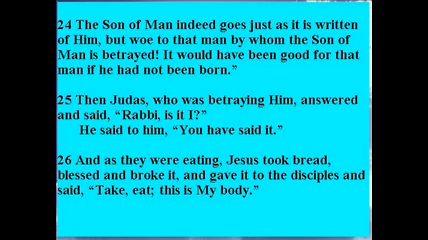 24 The Son of Man indeed goes just as it is written
of Him, but woe to that man by whom the Son of
Man is betrayed! It would have been good for that
man if he had not been born.”
25 Then Judas, who was betraying Him, answered
and said, “Rabbi, is it I?”
He said to him, “You have said it.”
26 And as they were eating, Jesus took bread,
blessed and broke it, and gave it to the disciples and
said, “Take, eat; this is My body.”